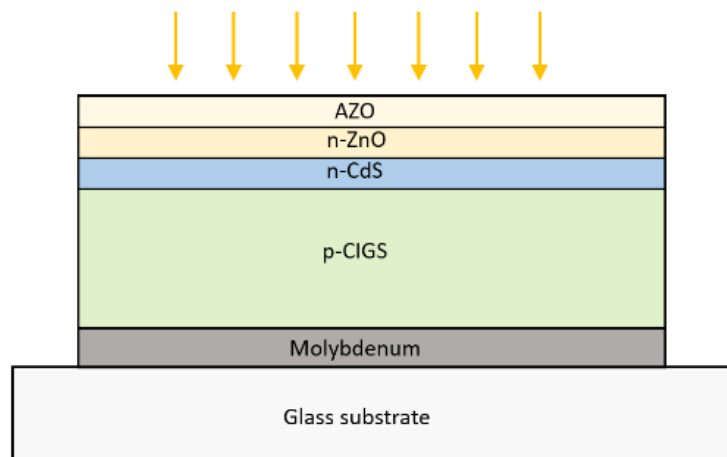 AZO
n-ZnO
n-CdS
p-CIGS
Molybdenum
Glass substrate